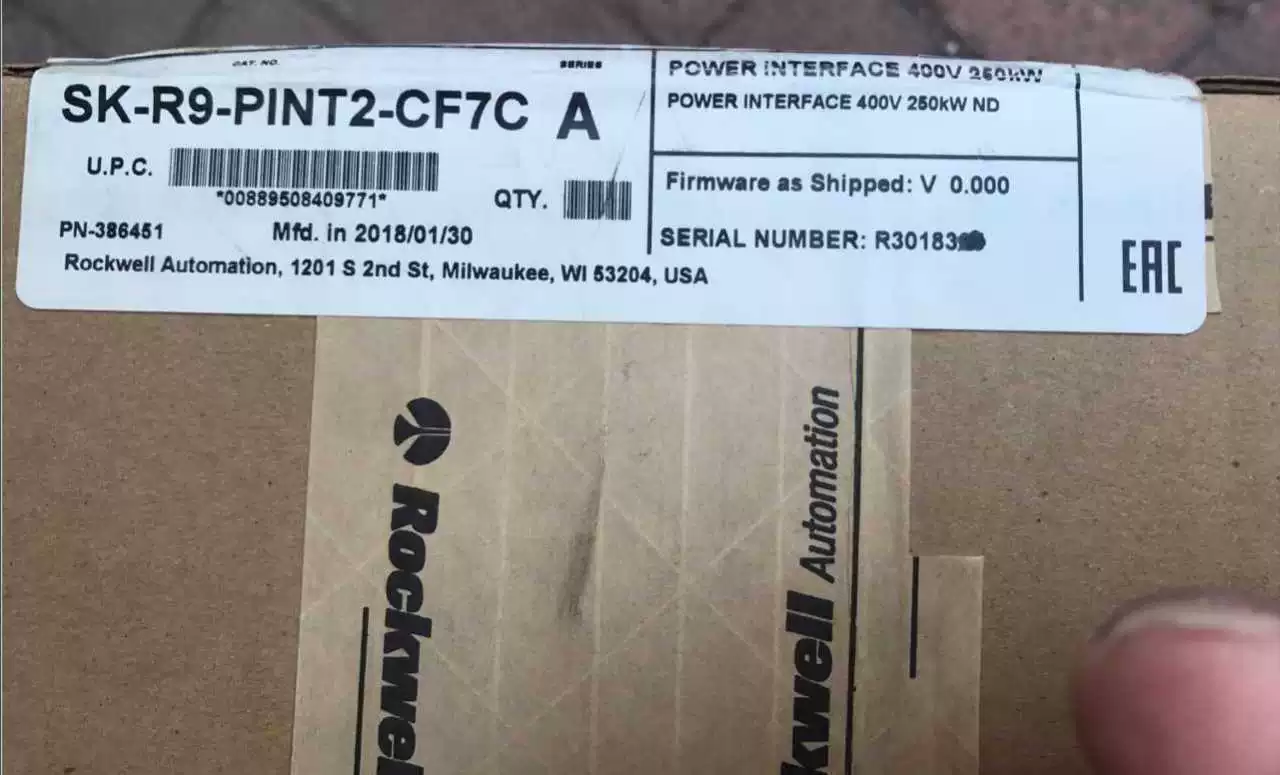 CAT. NO.
SERIES
SK-R9-PINT2-CF7C A
U.P.C.
*00889508409771*
QTY.
PN-386451
Mfd. in 2018/01/30
Rockwell Automation, 1201 S 2nd St, Milwaukee, WI 53204, USA
POWER INTERFACE 400V 250kW
POWER INTERFACE 400V 250kW ND
Firmware as Shipped: V 0.000
SERIAL NUMBER:
EAC
Rockwel
kwell Automation